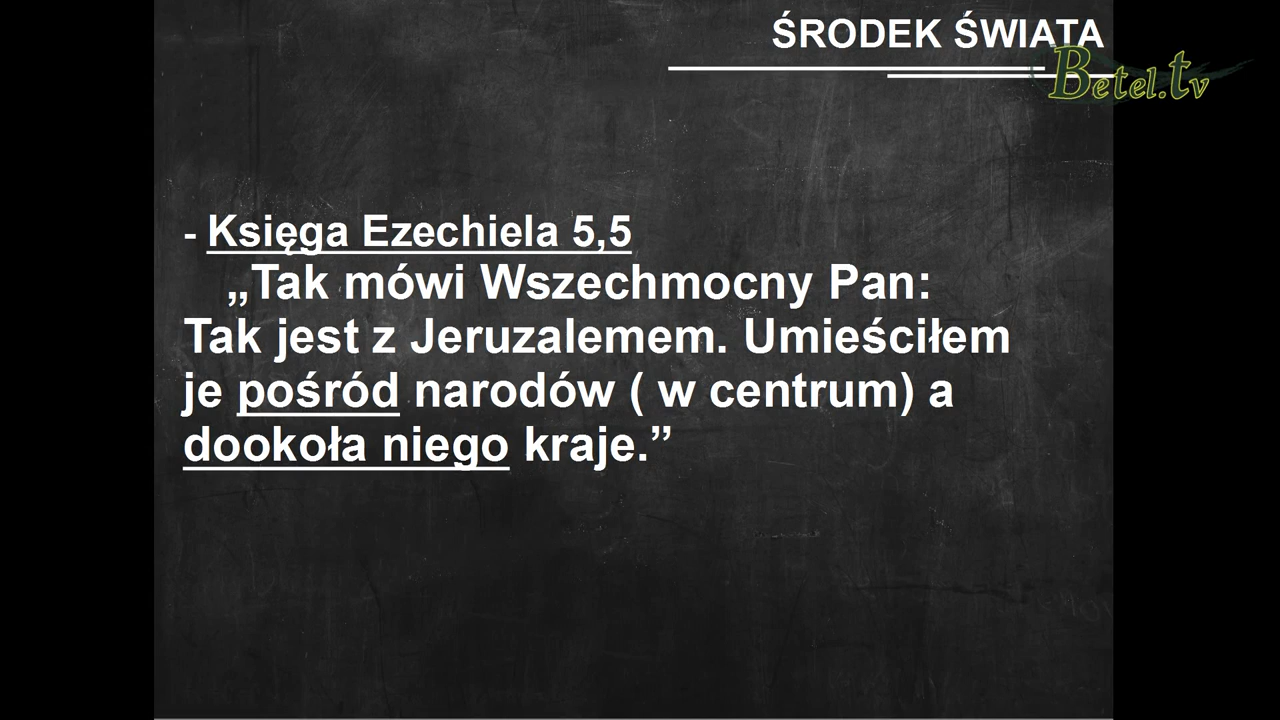 ŚRODEK ŚWIATA
Betel.tv
- Księga Ezechiela 5,5
„Tak mówi Wszechmocny Pan:
Tak jest z Jeruzalemem. Umieściłem
je pośród narodów ( w centrum) a
dookoła niego kraje.”